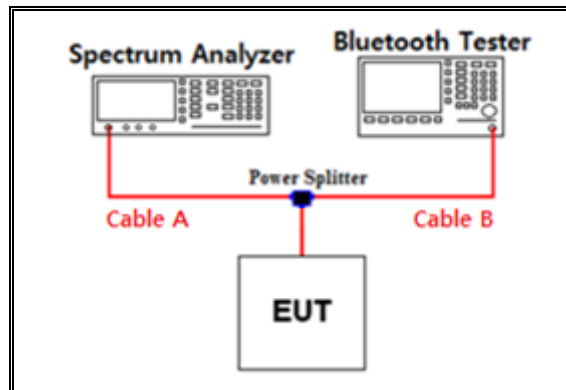 Spectrum Analyzer
Bluetooth Tester
Power Splitter
Cable A
Cable B
EUT